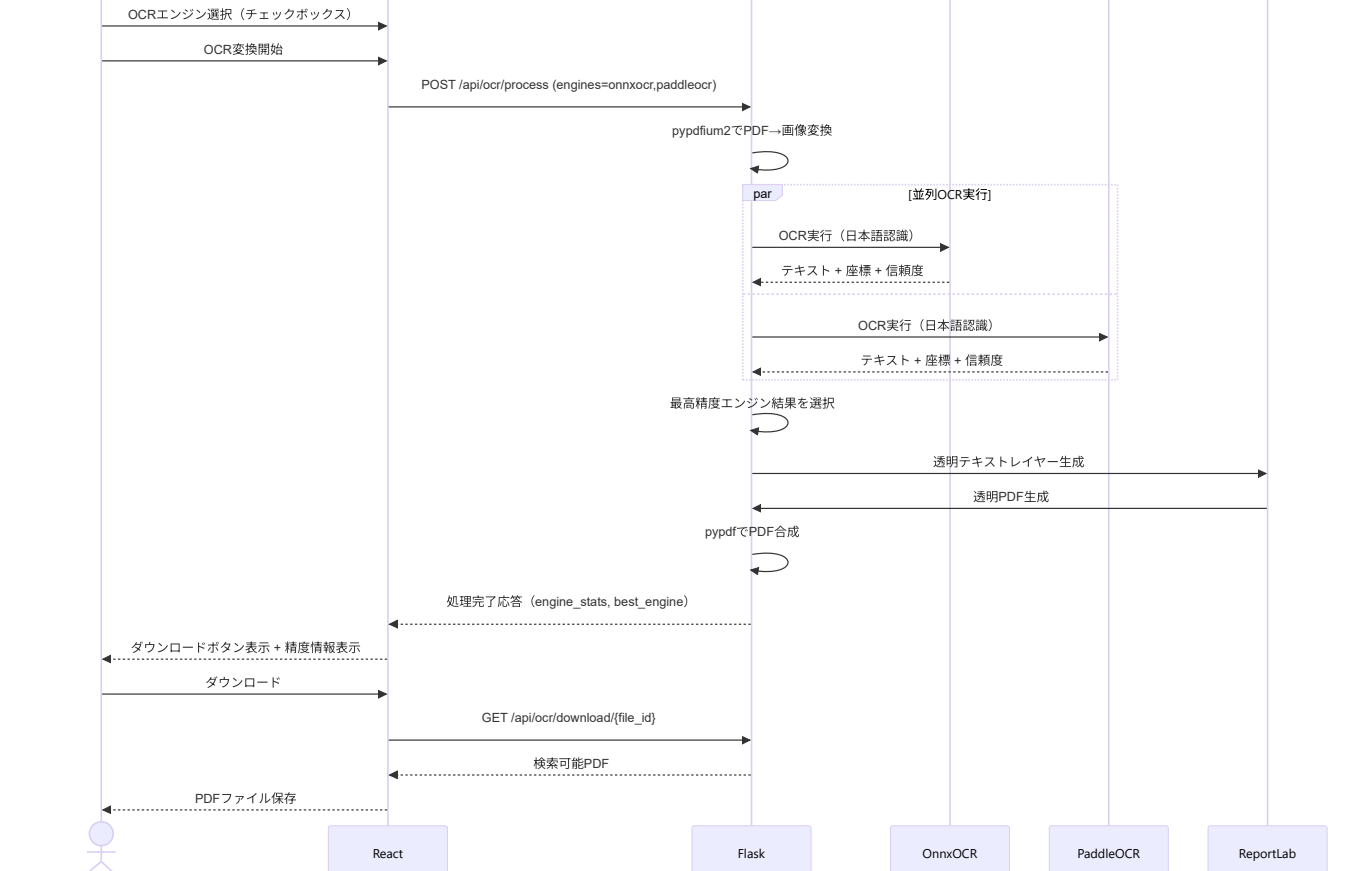 OCRエンジン選択（チェックボックス）
OCR変換開始
POST /api/ocr/process (engines=onnxocr,paddleocr)
pypdfium2でPDF→画像変換
par
[並列OCR実行]
OCR実行（日本語認識）
テキスト + 座標 + 信頼度
OCR実行（日本語認識）
テキスト + 座標 + 信頼度
最高精度エンジン結果を選択
透明テキストレイヤー生成
透明PDF生成
pypdfでPDF合成
処理完了応答（engine_stats, best_engine）
ダウンロードボタン表示 + 精度情報表示
ダウンロード
GET /api/ocr/download/{file_id}
検索可能PDF
PDFファイル保存
React
Flask
OnnxOCR
PaddleOCR
ReportLab